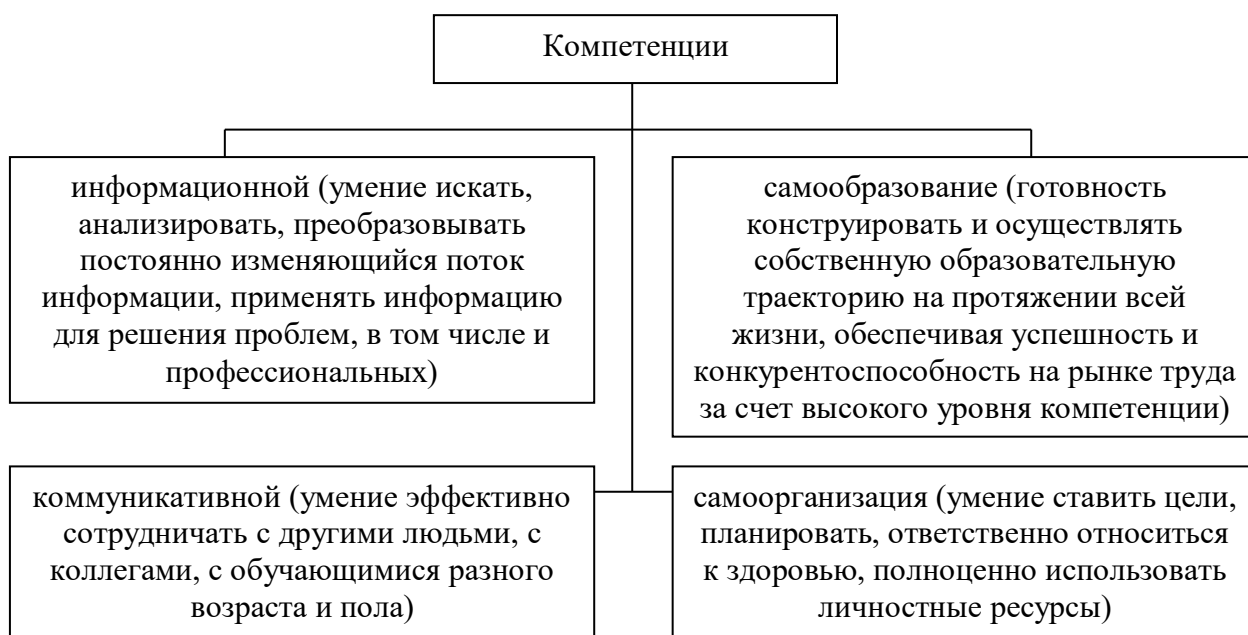 Компетенции
информационной (умение искать,
анализировать, преобразовывать
постоянно изменяющийся поток
информации, применять информацию
для решения проблем, в том числе и
профессиональных)
самообразование (готовность
конструировать и осуществлять
собственную образовательную
траекторию на протяжении всей
жизни, обеспечивая успешность и
конкурентоспособность на рынке труда
за счет высокого уровня компетенции)
коммуникативной (умение эффективно
сотрудничать с другими людьми, с
коллегами, с обучающимися разного
возраста и пола)
самоорганизация (умение ставить цели,
планировать, ответственно относиться
к здоровью, полноценно использовать
личностные ресурсы)